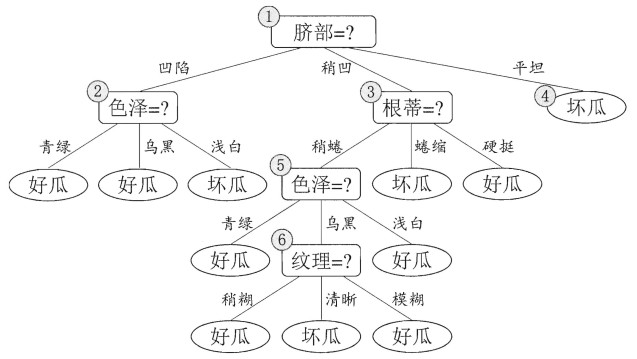 ① 脐部=?
凹陷 稍凹 平坦
② 色泽=? ③ 根蒂=? ④ 坏瓜
青绿 乌黑 浅白 稍蜷 蜷缩 硬挺
好瓜 好瓜 坏瓜 ⑤ 色泽=? 坏瓜 好瓜
青绿 乌黑 浅白
好瓜 ⑥ 纹理=? 好瓜
稍糊 清晰 模糊
好瓜 坏瓜 好瓜